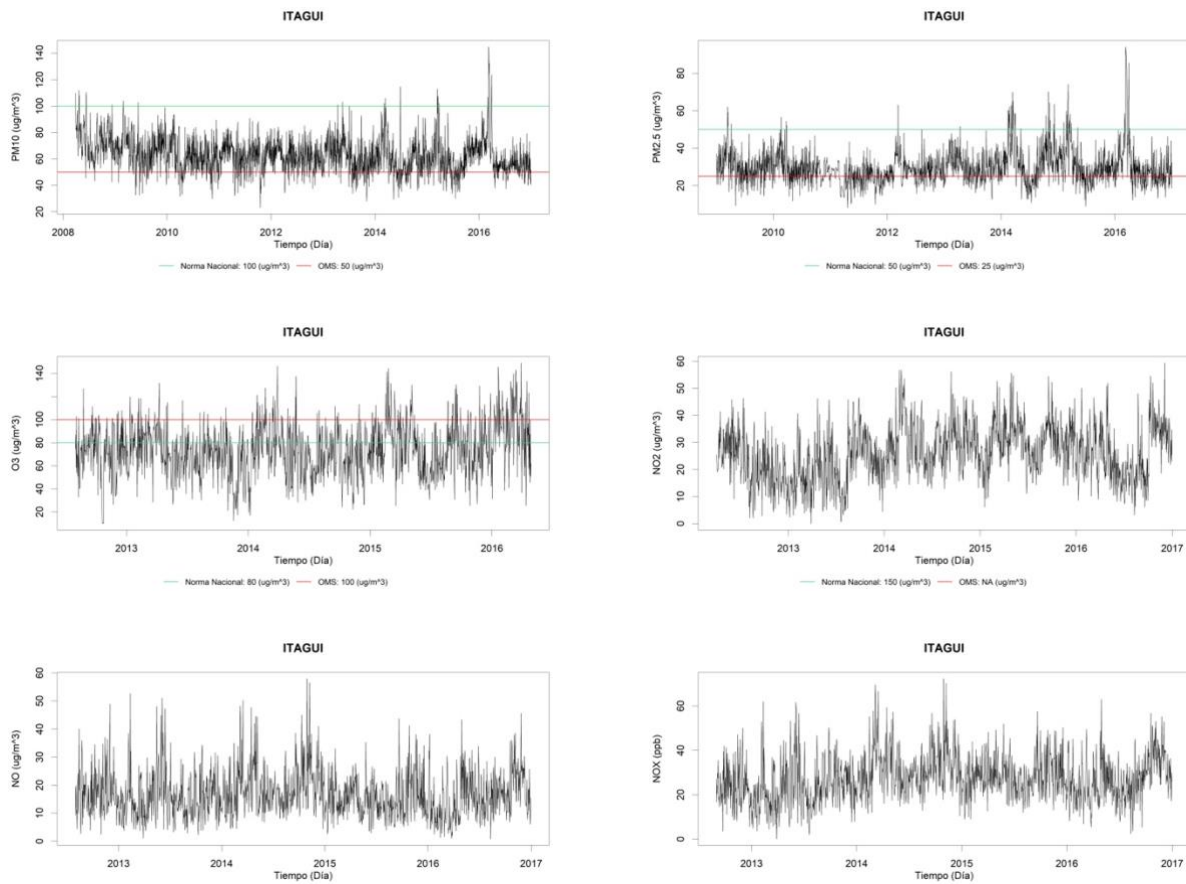 ITAGUI
PM10 (ug/m^3)
140
120
100
80
60
40
20
2008
2010
2012
2014
2016
Tiempo (Día)
Norma Nacional: 100 (ug/m^3)
OMS: 50 (ug/m^3)
ITAGUI
PM2.5 (ug/m^3)
80
60
40
20
2010
2012
2014
2016
Tiempo (Día)
Norma Nacional: 50 (ug/m^3)
OMS: 25 (ug/m^3)
ITAGUI
O3 (ug/m^3)
140
100
80
60
40
20
2013
2014
2015
2016
Tiempo (Día)
Norma Nacional: 80 (ug/m^3)
OMS: 100 (ug/m^3)
ITAGUI
NO2 (ug/m^3)
60
50
40
30
20
10
0
2013
2014
2015
2016
2017
Tiempo (Día)
Norma Nacional: 150 (ug/m^3)
OMS: NA (ug/m^3)
ITAGUI
NO (ug/m^3)
60
50
40
30
20
10
0
2013
2014
2015
2016
2017
Tiempo (Día)
ITAGUI
NOX (ppb)
60
40
20
0
2013
2014
2015
2016
2017
Tiempo (Día)